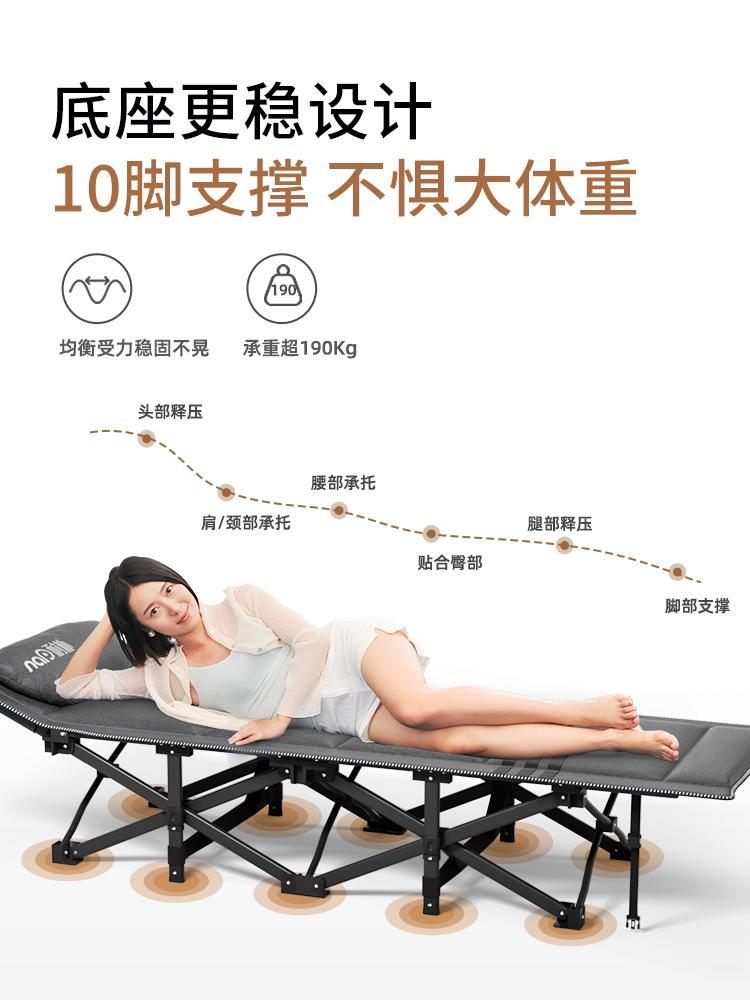 底座更稳设计
10脚支撑 不惧大体重
190
均衡受力稳固不晃
承重超190Kg
头部释压
腰部承托
肩/颈部承托
腿部释压
贴合臀部
脚部支撑